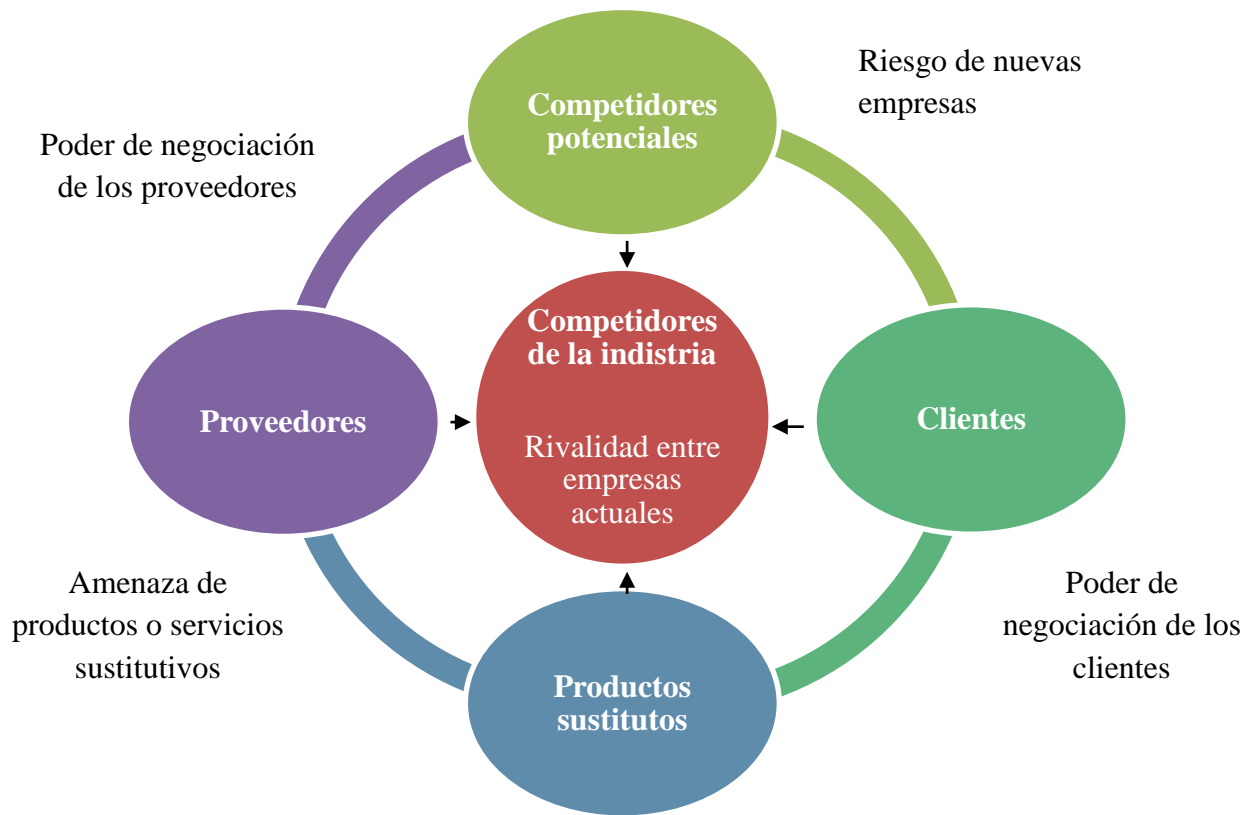 Competidores
potenciales
Riesgo de nuevas
empresas
Poder de negociación
de los proveedores
Competidores
de la indistria
Rivalidad entre
empresas
actuales
Proveedores
Clientes
Amenaza de
productos o servicios
sustitutivos
Poder de
negociación de los
clientes
Productos
sustitutos